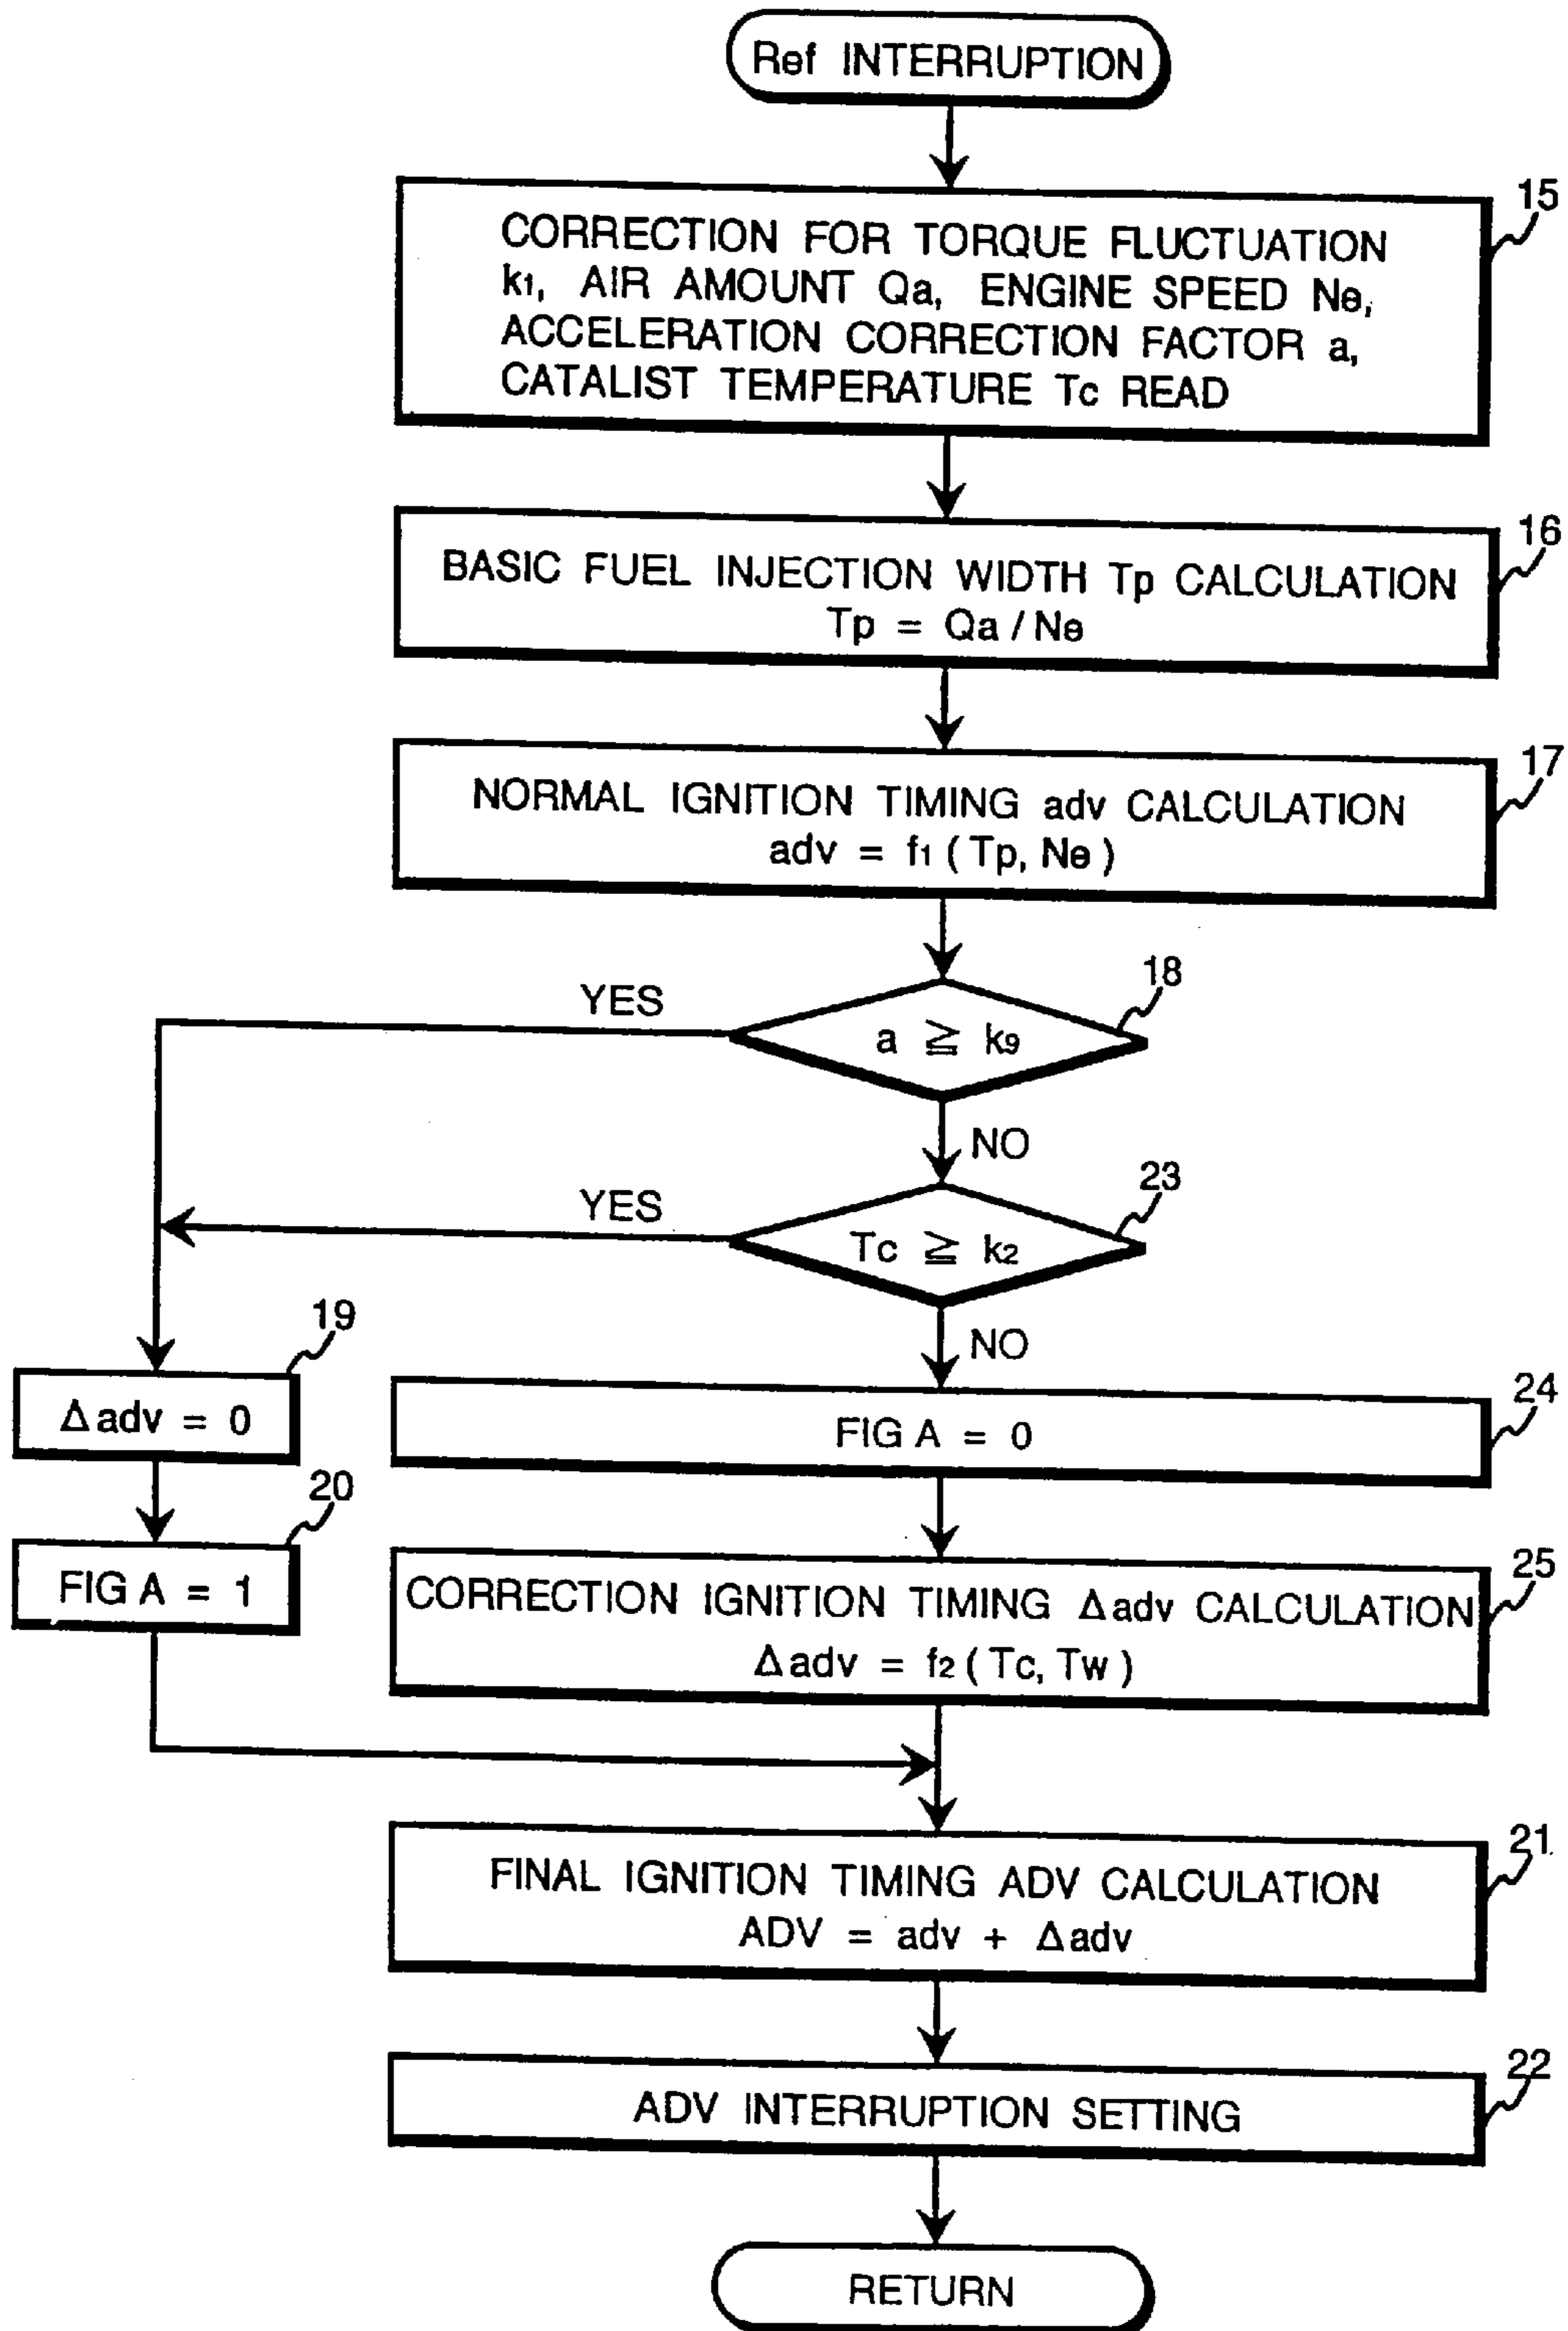 Ref INTERRUPTION
15
CORRECTION FOR TORQUE FLUCTUATION
k1, AIR AMOUNT Qa, ENGINE SPEED Ne,
ACCELERATION CORRECTION FACTOR a,
CATALIST TEMPERATURE Tc READ
16
BASIC FUEL INJECTION WIDTH Tp CALCULATION
Tp = Qa / Ne
17
NORMAL IGNITION TIMING adv CALCULATION
adv = f1 ( Tp, Ne )
18
YES
a ≧ k9
NO
23
YES
Tc ≧ k2
NO
19
Δadv = 0
24
FIG A = 0
20
FIG A = 1
25
CORRECTION IGNITION TIMING Δadv CALCULATION
Δadv = f2 ( Tc, Tw )
21
FINAL IGNITION TIMING ADV CALCULATION
ADV = adv + Δadv
22
ADV INTERRUPTION SETTING
RETURN